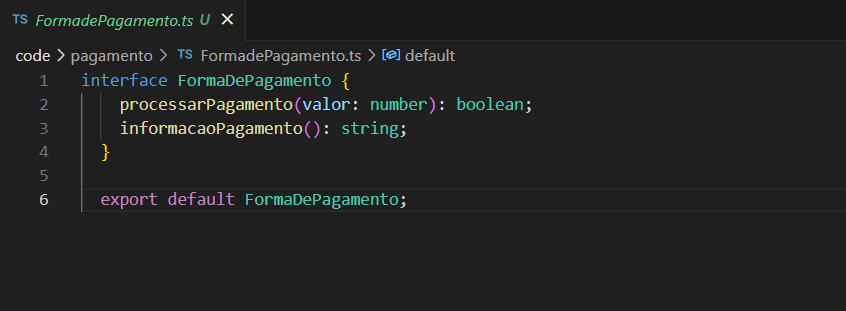 TS FormadePagamento.ts U ×
code > pagamento > TS FormadePagamento.ts > default
1 interface FormaDePagamento {
2 processarPagamento(valor: number): boolean;
3 informacaoPagamento(): string;
4 }
5
6 export default FormaDePagamento;